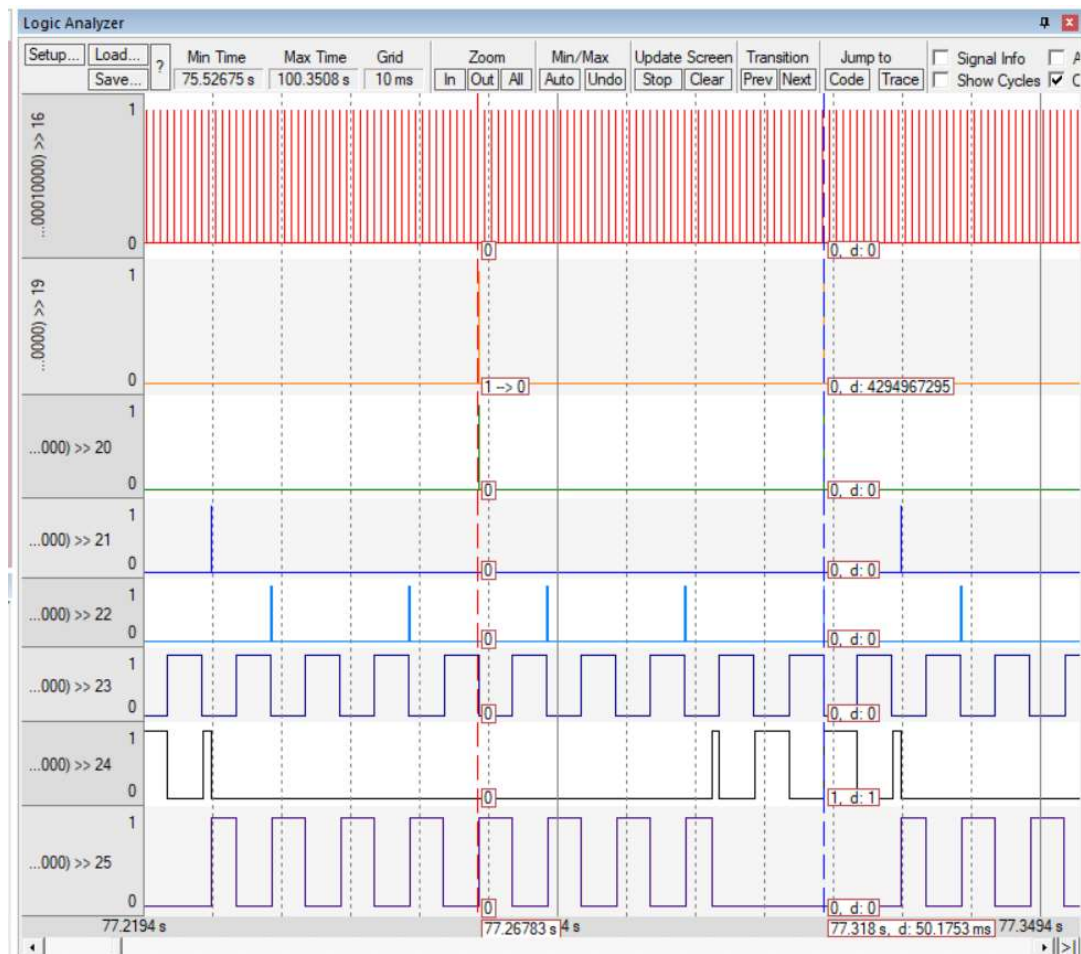 Logic Analyzer
Setup... Load... ? Min Time Max Time Grid Zoom Min/Max Update Screen Transition Jump to Signal Info A
Save... 75.52675 s 100.3508 s 10 ms In Out All Auto Undo Stop Clear Prev Next Code Trace Show Cycles C
...00010000) >> 16
1
0
0
0, d: 0
...0000) >> 19
1
0
1 --> 0
0, d: 4294967295
...000) >> 20
1
0
0
0, d: 0
...000) >> 21
1
0
0
0, d: 0
...000) >> 22
1
0
0
0, d: 0
...000) >> 23
1
0
0
0, d: 0
...000) >> 24
1
0
0
1, d: 1
...000) >> 25
1
0
0
0, d: 0
77.2194 s 77.26783 s 4 s 77.318 s, d: 50.1753 ms 77.3494 s